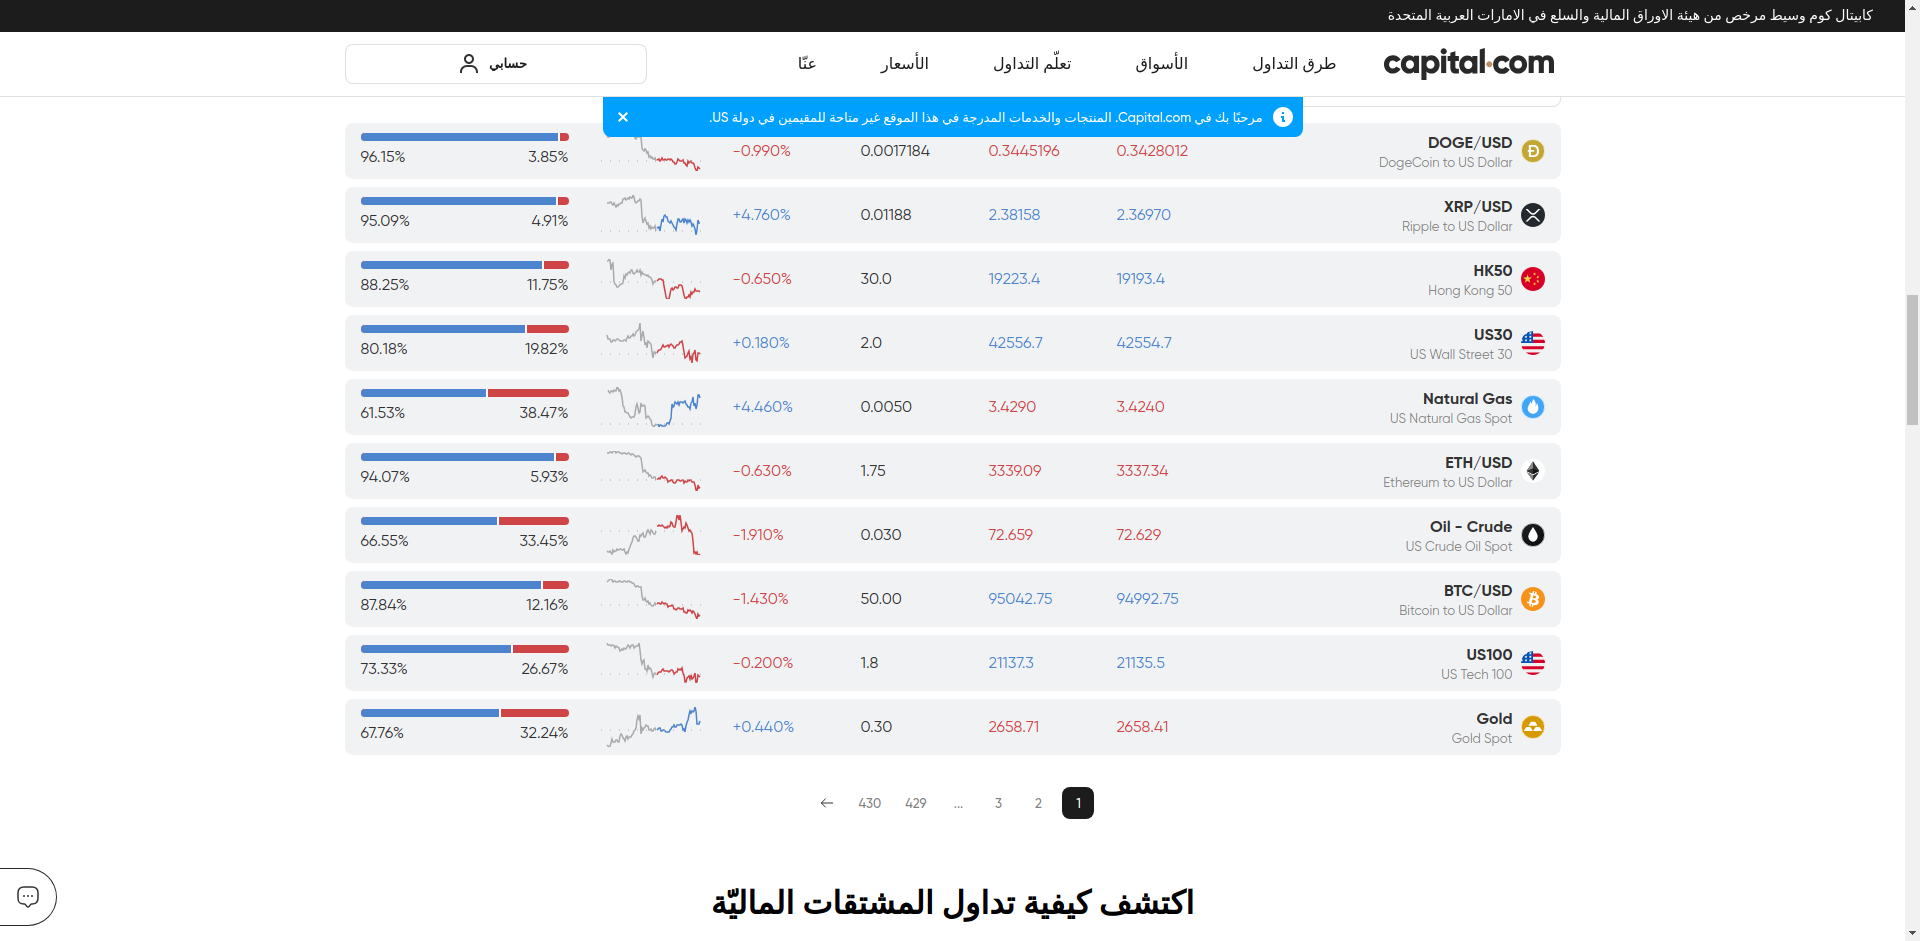 كابيتال كوم وسيط مرخص من هيئة الاوراق المالية والسلع في الامارات العربية المتحدة
capital.com
طرق التداول
الأسواق
تعلّم التداول
الأسعار
عنّا
حسابي
مرحبًا بك في Capital.com. المنتجات والخدمات المدرجة في هذا الموقع غير متاحة للمقيمين في دولة US.
DOGE/USD
DogeCoin to US Dollar
0.3428012
0.3445196
0.0017184
-0.990%
3.85%
96.15%
XRP/USD
Ripple to US Dollar
2.36970
2.38158
0.01188
+4.760%
4.91%
95.09%
HK50
Hong Kong 50
19193.4
19223.4
30.0
-0.650%
11.75%
88.25%
US30
US Wall Street 30
42554.7
42556.7
2.0
+0.180%
19.82%
80.18%
Natural Gas
US Natural Gas Spot
3.4240
3.4290
0.0050
+4.460%
38.47%
61.53%
ETH/USD
Ethereum to US Dollar
3337.34
3339.09
1.75
-0.630%
5.93%
94.07%
Oil - Crude
US Crude Oil Spot
72.629
72.659
0.030
-1.910%
33.45%
66.55%
BTC/USD
Bitcoin to US Dollar
94992.75
95042.75
50.00
-1.430%
12.16%
87.84%
US100
US Tech 100
21135.5
21137.3
1.8
-0.200%
26.67%
73.33%
Gold
Gold Spot
2658.41
2658.71
0.30
+0.440%
32.24%
67.76%
1
2
3
...
429
430
اكتشف كيفية تداول المشتقات الماليّة